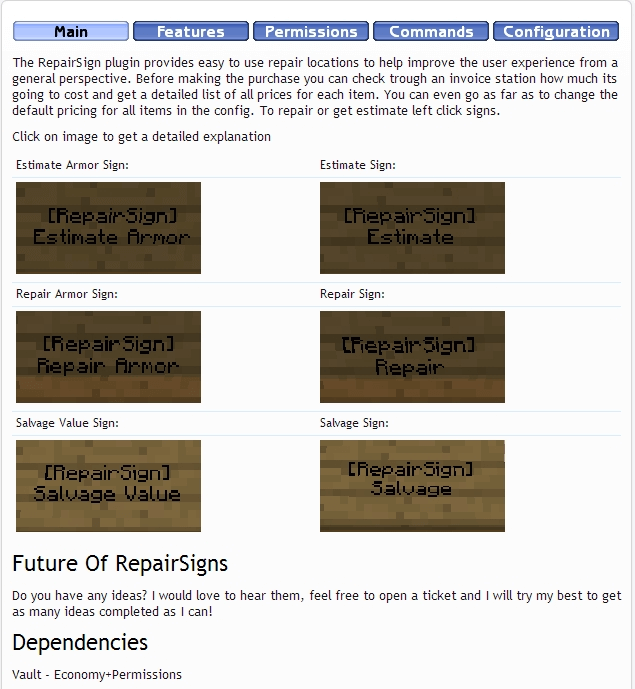 Main Features Permissions Commands Configuration
The RepairSign plugin provides easy to use repair locations to help improve the user experience from a
general perspective. Before making the purchase you can check trough an invoice station how much its
going to cost and get a detailed list of all prices for each item. You can even go as far as to change the
default pricing for all items in the config. To repair or get estimate left click signs.
Click on image to get a detailed explanation
Estimate Armor Sign: Estimate Sign:
[RepairSign] [RepairSign]
Estimate Armor Estimate
Repair Armor Sign: Repair Sign:
[RepairSign] [RepairSign]
Repair Armor Repair
Salvage Value Sign: Salvage Sign:
[RepairSign] [RepairSign]
Salvage Value Salvage
Future Of RepairSigns
Do you have any ideas? I would love to hear them, feel free to open a ticket and I will try my best to get
as many ideas completed as I can!
Dependencies
Vault - Economy+Permissions